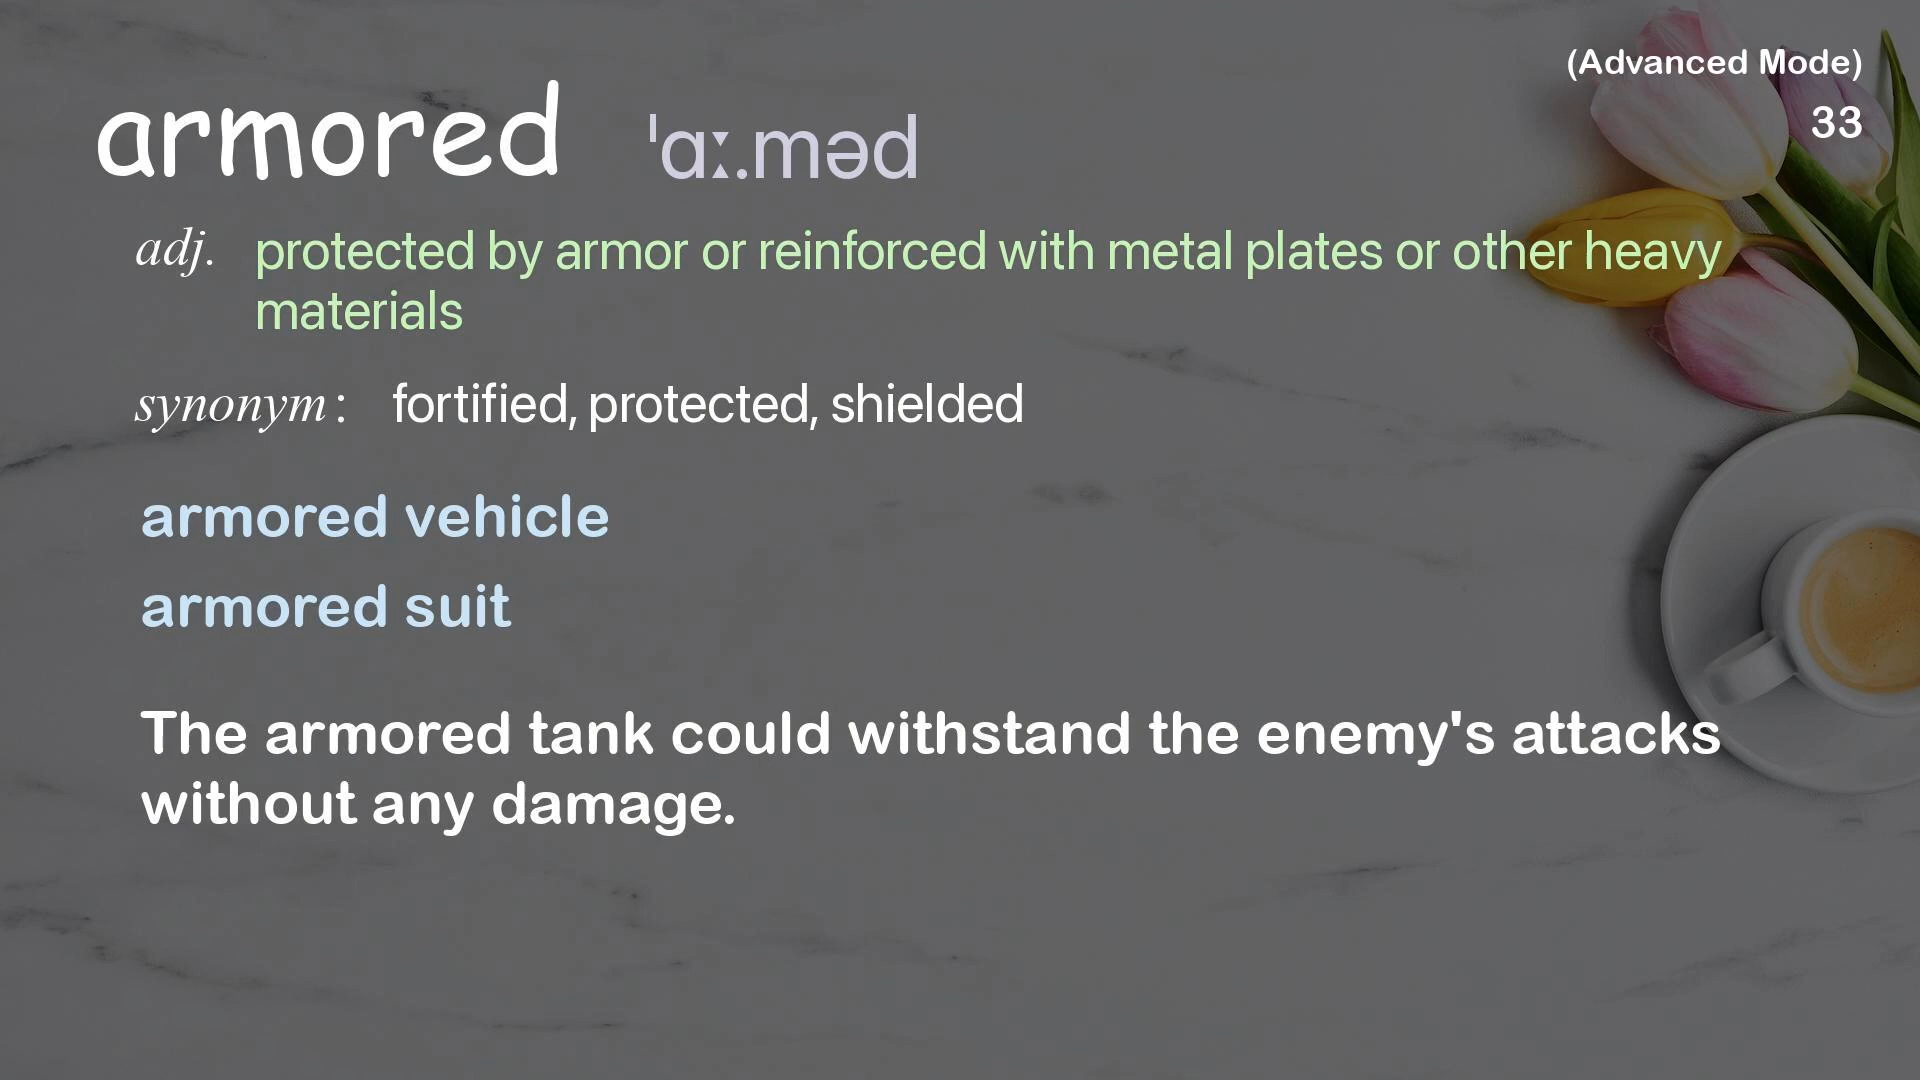 (Advanced Mode)
33
armored ˈɑː.məd
adj. protected by armor or reinforced with metal plates or other heavy
materials
synonym: fortified, protected, shielded
armored vehicle
armored suit
The armored tank could withstand the enemy's attacks
without any damage.